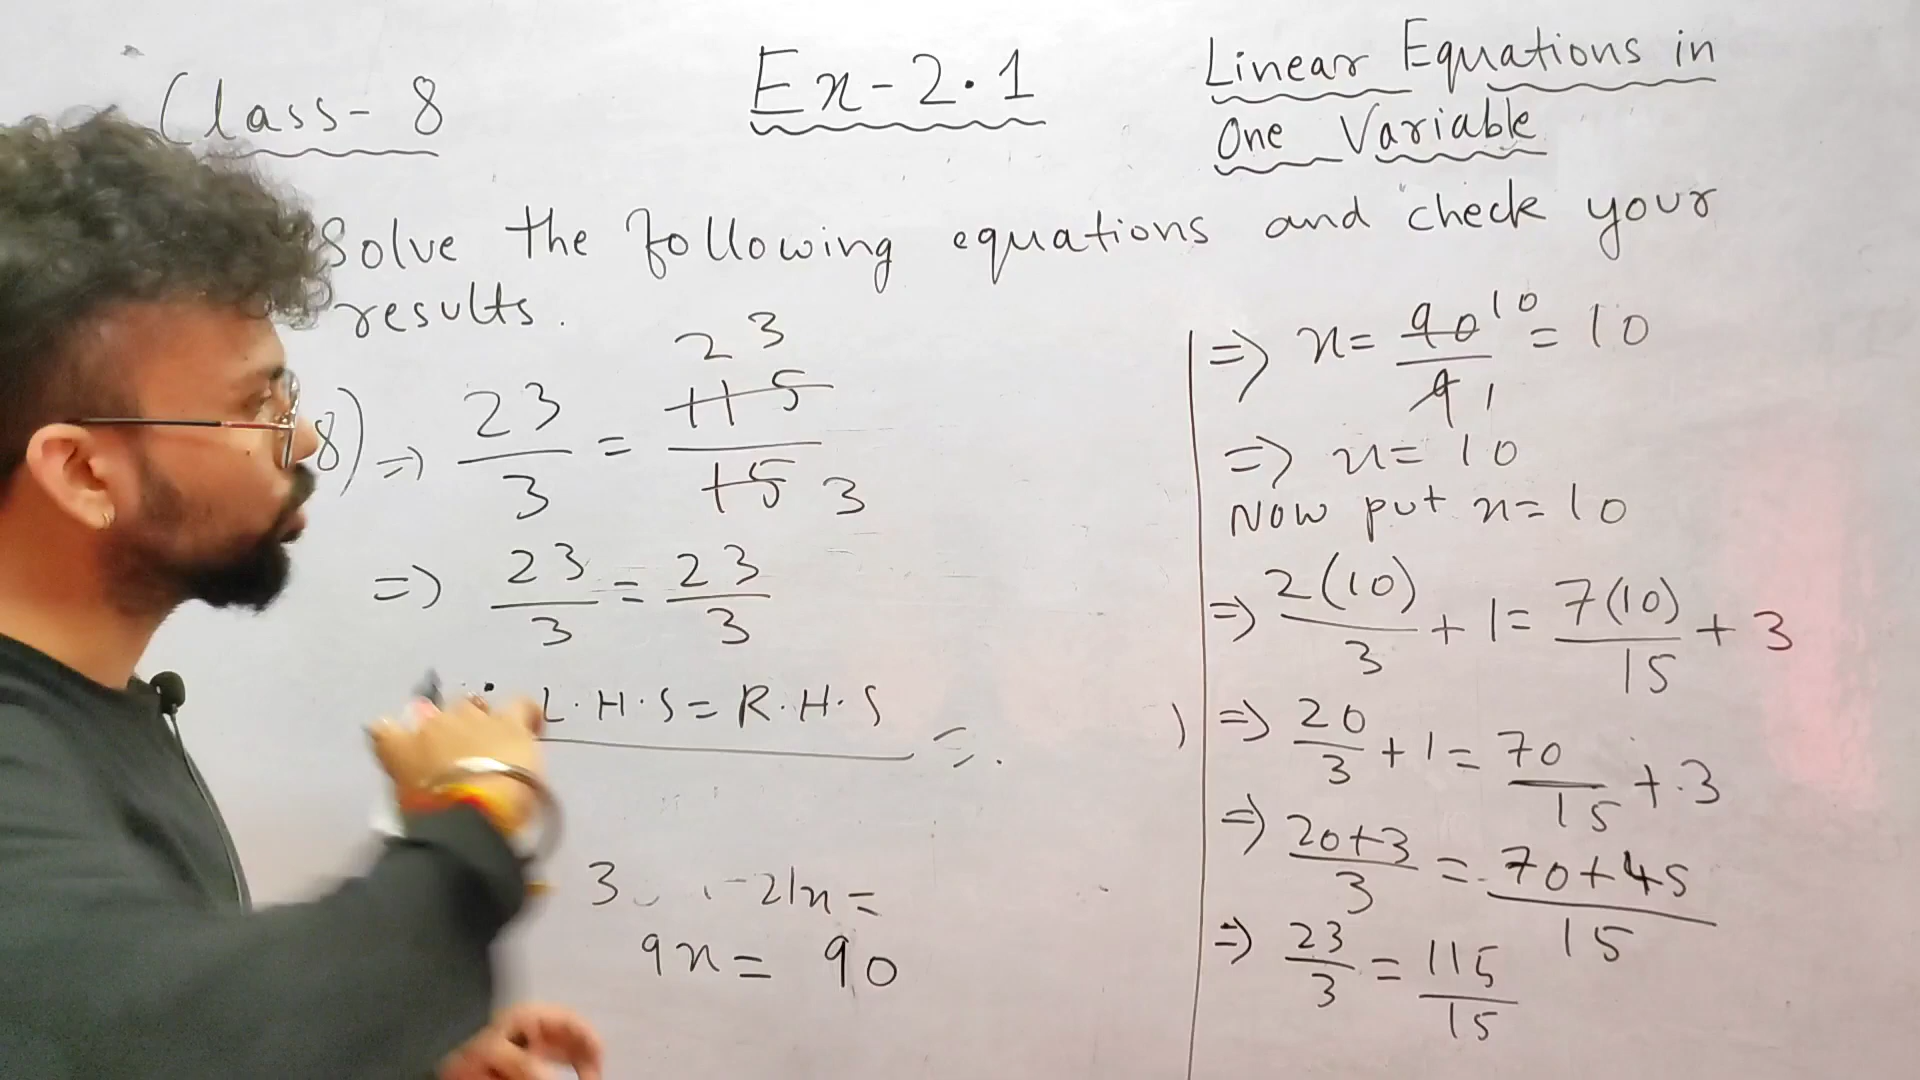 Class-8
Ex-2.1
Linear Equations in
One Variable
Solve the following equations and check your
results.
8) => 23/3 = 115/15 23 3
=> 23/3 = 23/3
L.H.S = R.H.S
3 -21x =
9x = 90
=> x = 90/9 10 1 = 10
=> x = 10
Now put x = 10
=> 2(10)/3 + 1 = 7(10)/15 + 3
=> 20/3 + 1 = 70/15 + 3
=> 20+3/3 = 70+45/15
=> 23/3 = 115/15